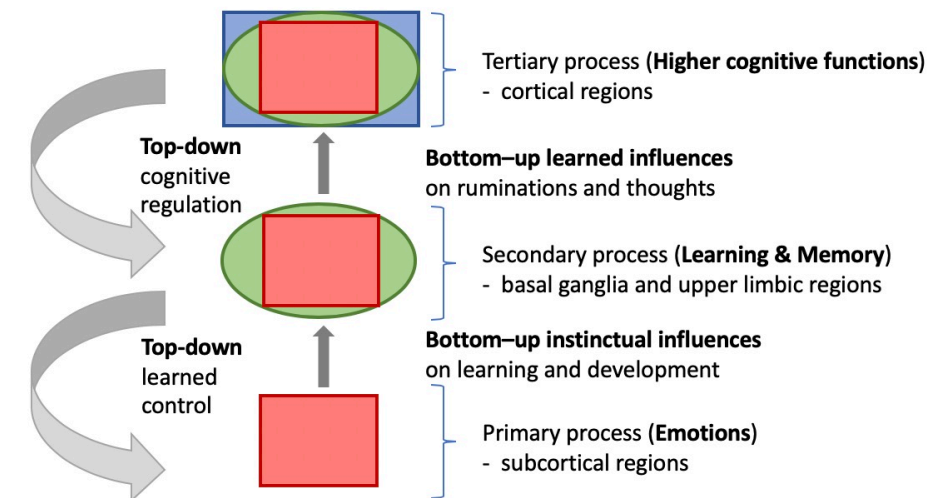 Tertiary process (Higher cognitive functions)
- cortical regions
Top-down
cognitive
regulation
Bottom–up learned influences
on ruminations and thoughts
Secondary process (Learning & Memory)
- basal ganglia and upper limbic regions
Top-down
learned
control
Bottom–up instinctual influences
on learning and development
Primary process (Emotions)
- subcortical regions